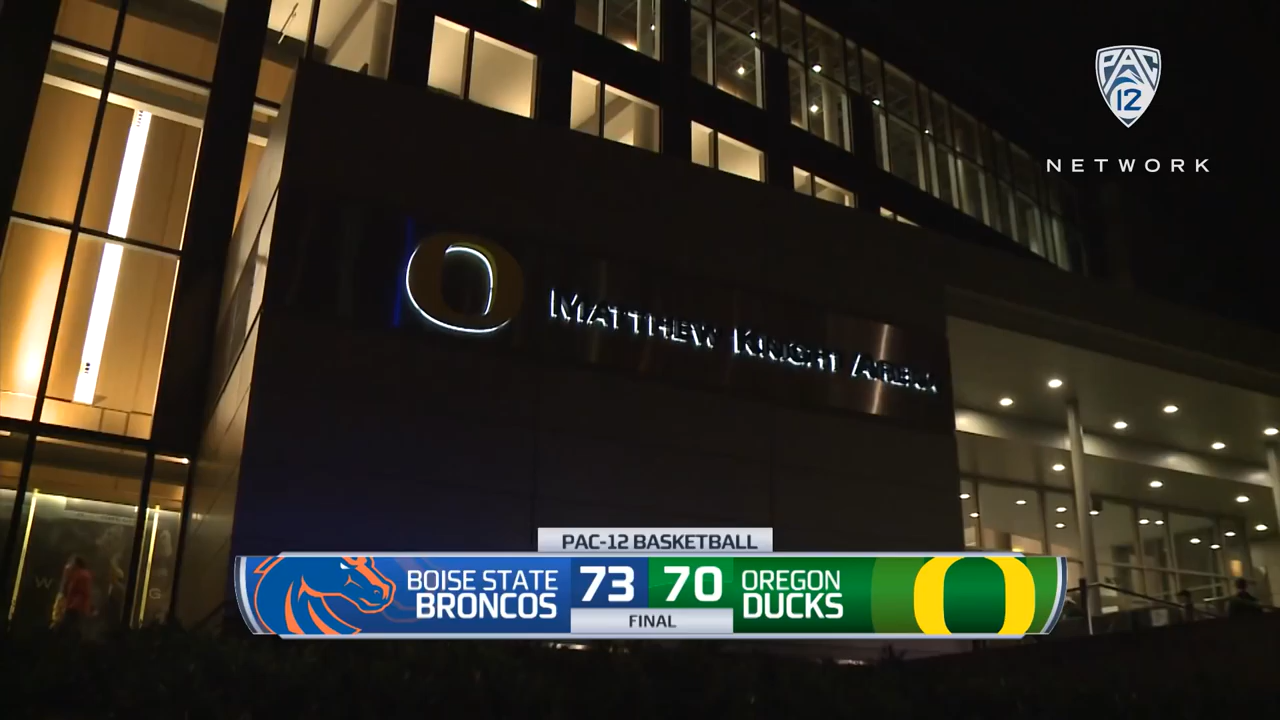 PAC
12
NETWORK
O
MATTHEW KNIGHT ARENA
PAC-12 BASKETBALL
BOISE STATE
BRONCOS
73
70
OREGON
DUCKS
O
FINAL